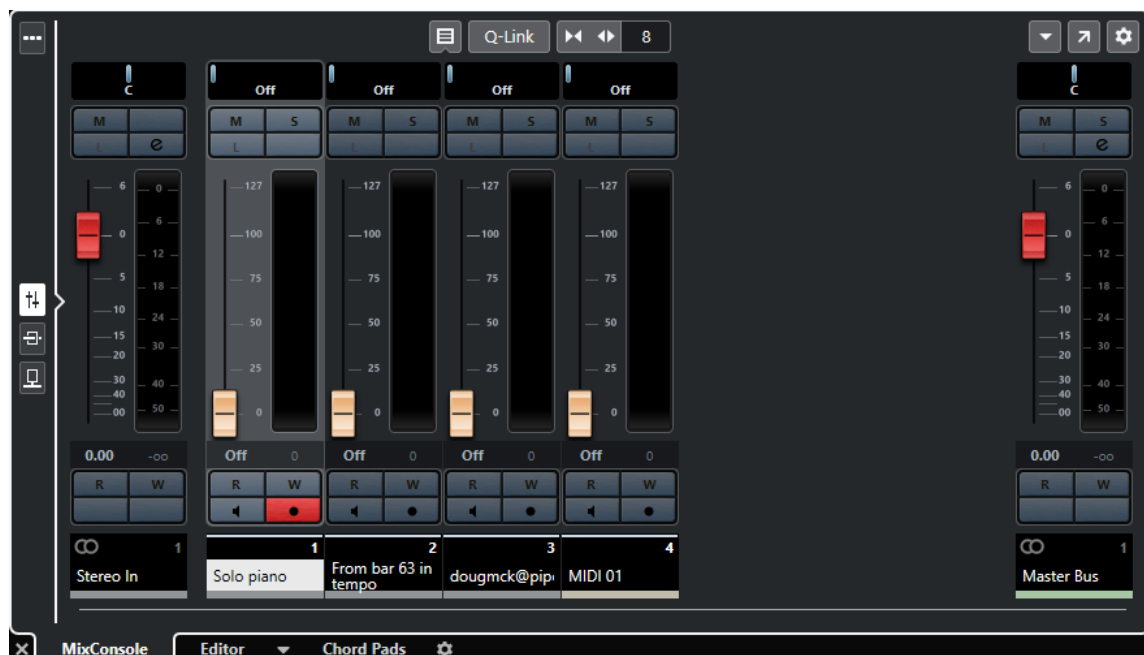 Q-Link 8
C Off Off Off Off C
M M S M S M S M S M S
L e L L L L L e
6 0 127 127 127 127 6 0
6 6
0 100 100 100 100 0
12 12
5 75 75 75 75 5
18 18
10 24 50 50 50 50 10 24
15 15
30 30
20 25 25 25 25 20
30 40 30 40
40 40
00 50 0 0 0 0 00 50
0.00 -oo Off 0 Off 0 Off 0 Off 0 0.00 -oo
R W R W R W R W R W R W
1 1 2 3 4 1
Stereo In Solo piano From bar 63 in dougmck@pip MIDI 01 Master Bus
tempo
MixConsole Editor Chord Pads